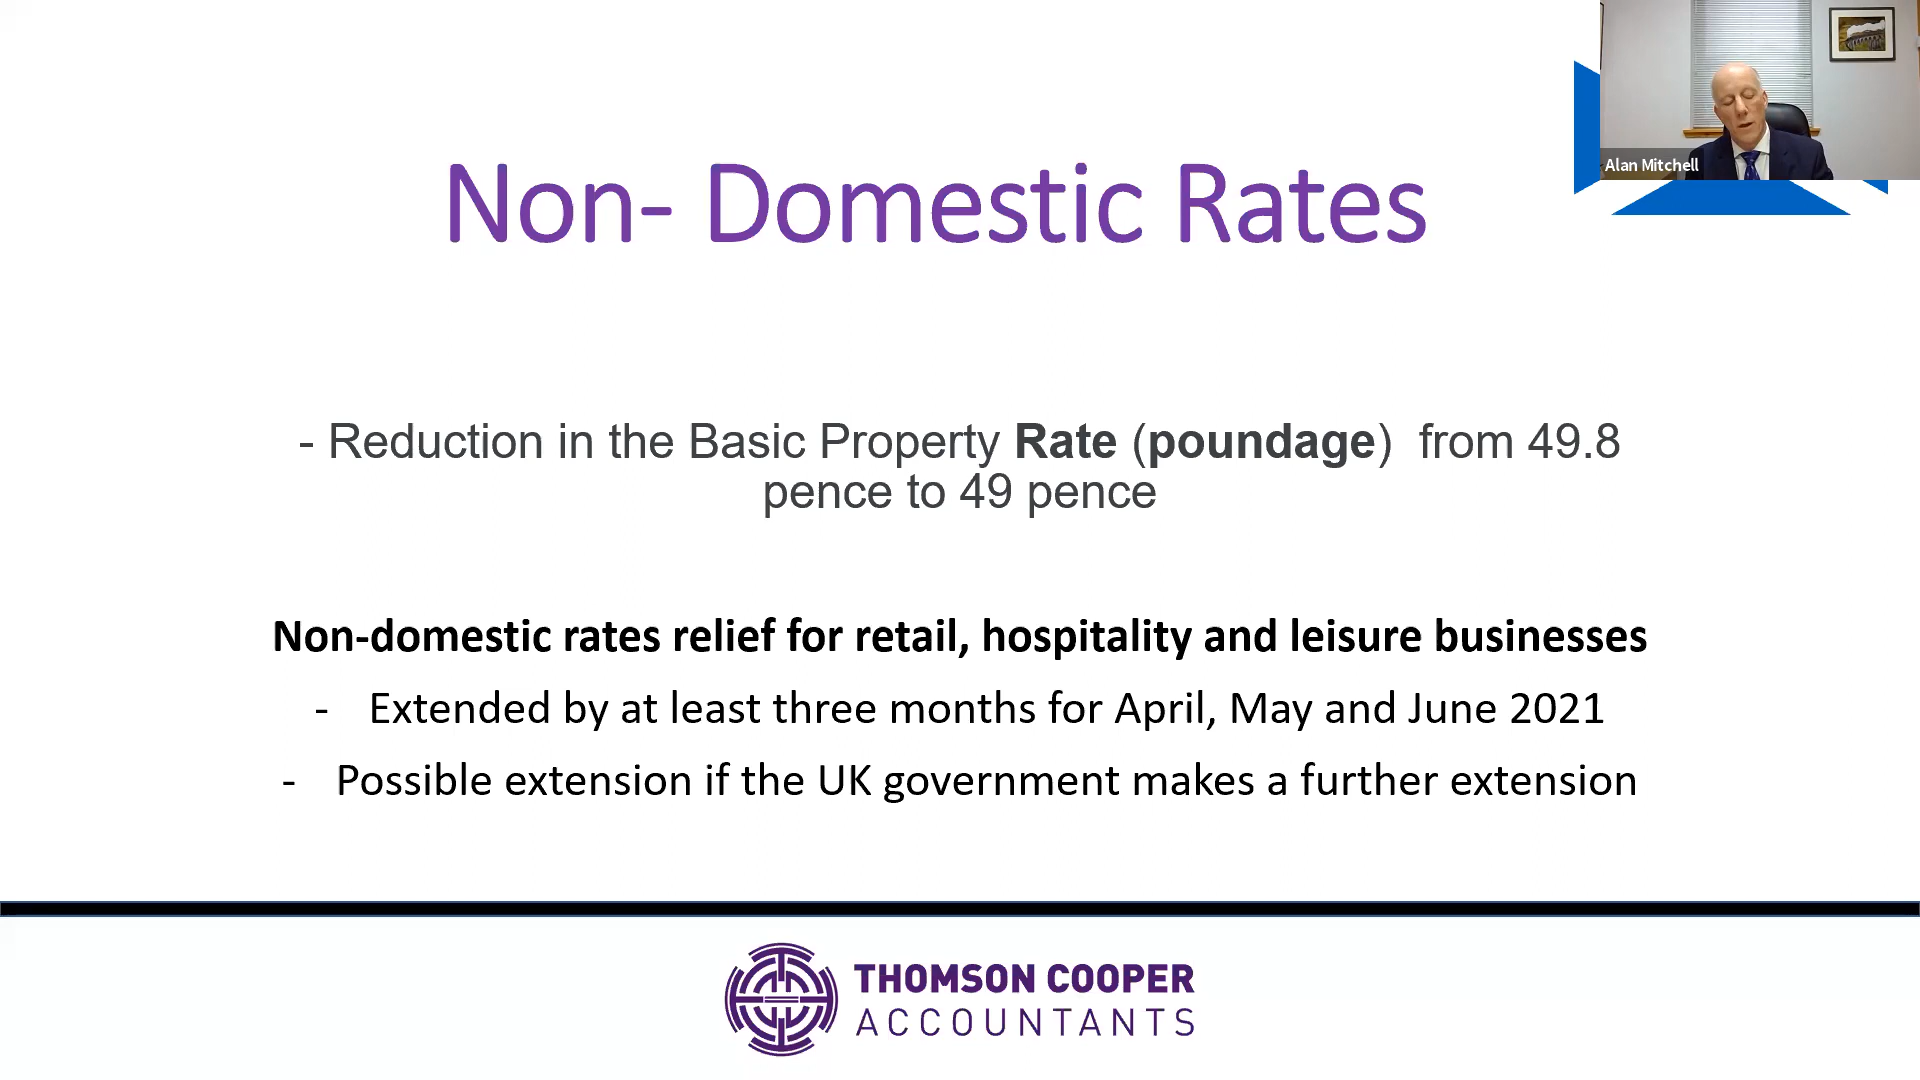 Alan Mitchell
Non- Domestic Rates
- Reduction in the Basic Property Rate (poundage) from 49.8
pence to 49 pence
Non-domestic rates relief for retail, hospitality and leisure businesses
- Extended by at least three months for April, May and June 2021
- Possible extension if the UK government makes a further extension
THOMSON COOPER
ACCOUNTANTS